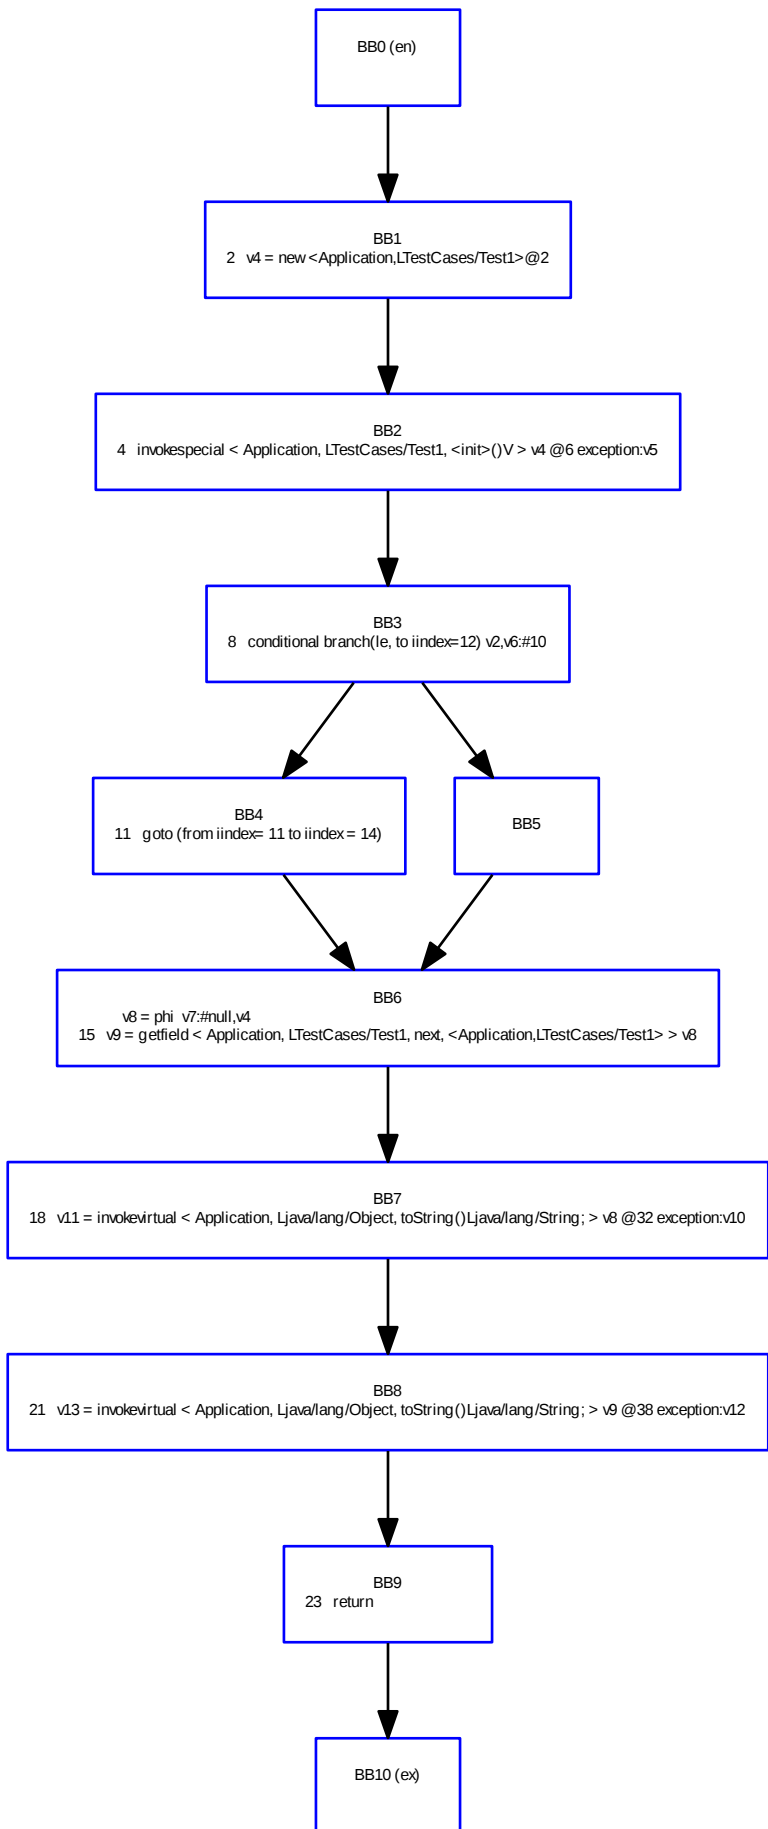 BB0 (en)
BB1
2 v4 = new <Application,LTestCases/Test1>@2
BB2
4 invokespecial < Application, LTestCases/Test1, <init>()V > v4 @6 exception:v5
BB3
8 conditional branch(le, to iindex=12) v2,v6:#10
BB4
11 goto (from iindex= 11 to iindex = 14)
BB5
BB6
v8 = phi v7:#null,v4
15 v9 = getfield < Application, LTestCases/Test1, next, <Application,LTestCases/Test1> > v8
BB7
18 v11 = invokevirtual < Application, Ljava/lang/Object, toString()Ljava/lang/String; > v8 @32 exception:v10
BB8
21 v13 = invokevirtual < Application, Ljava/lang/Object, toString()Ljava/lang/String; > v9 @38 exception:v12
BB9
23 return
BB10 (ex)